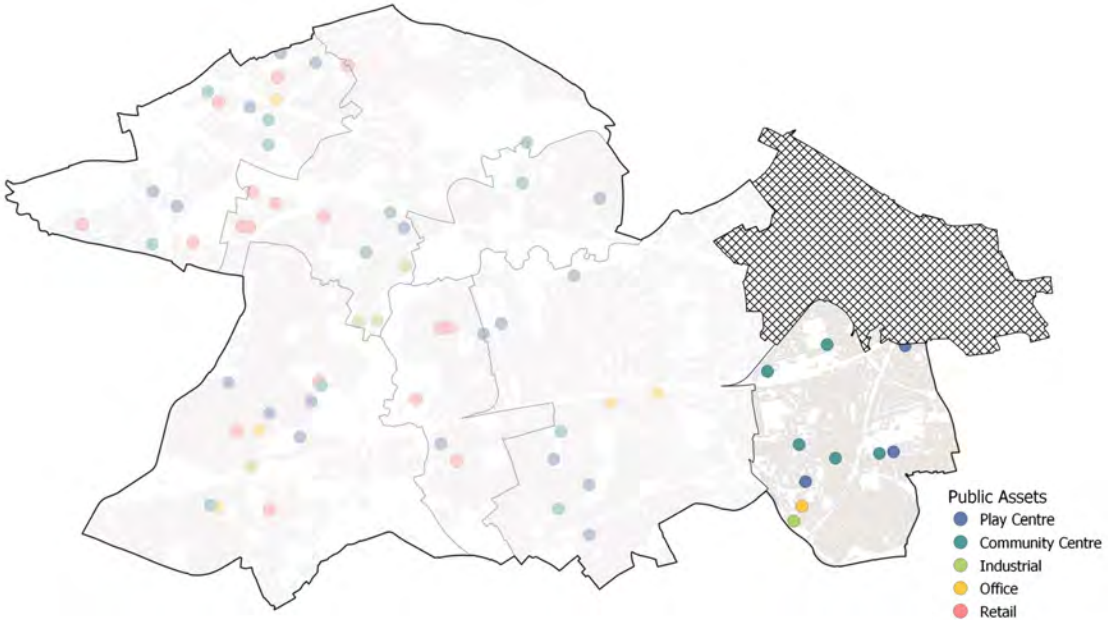 Public Assets
Play Centre
Community Centre
Industrial
Office
Retail